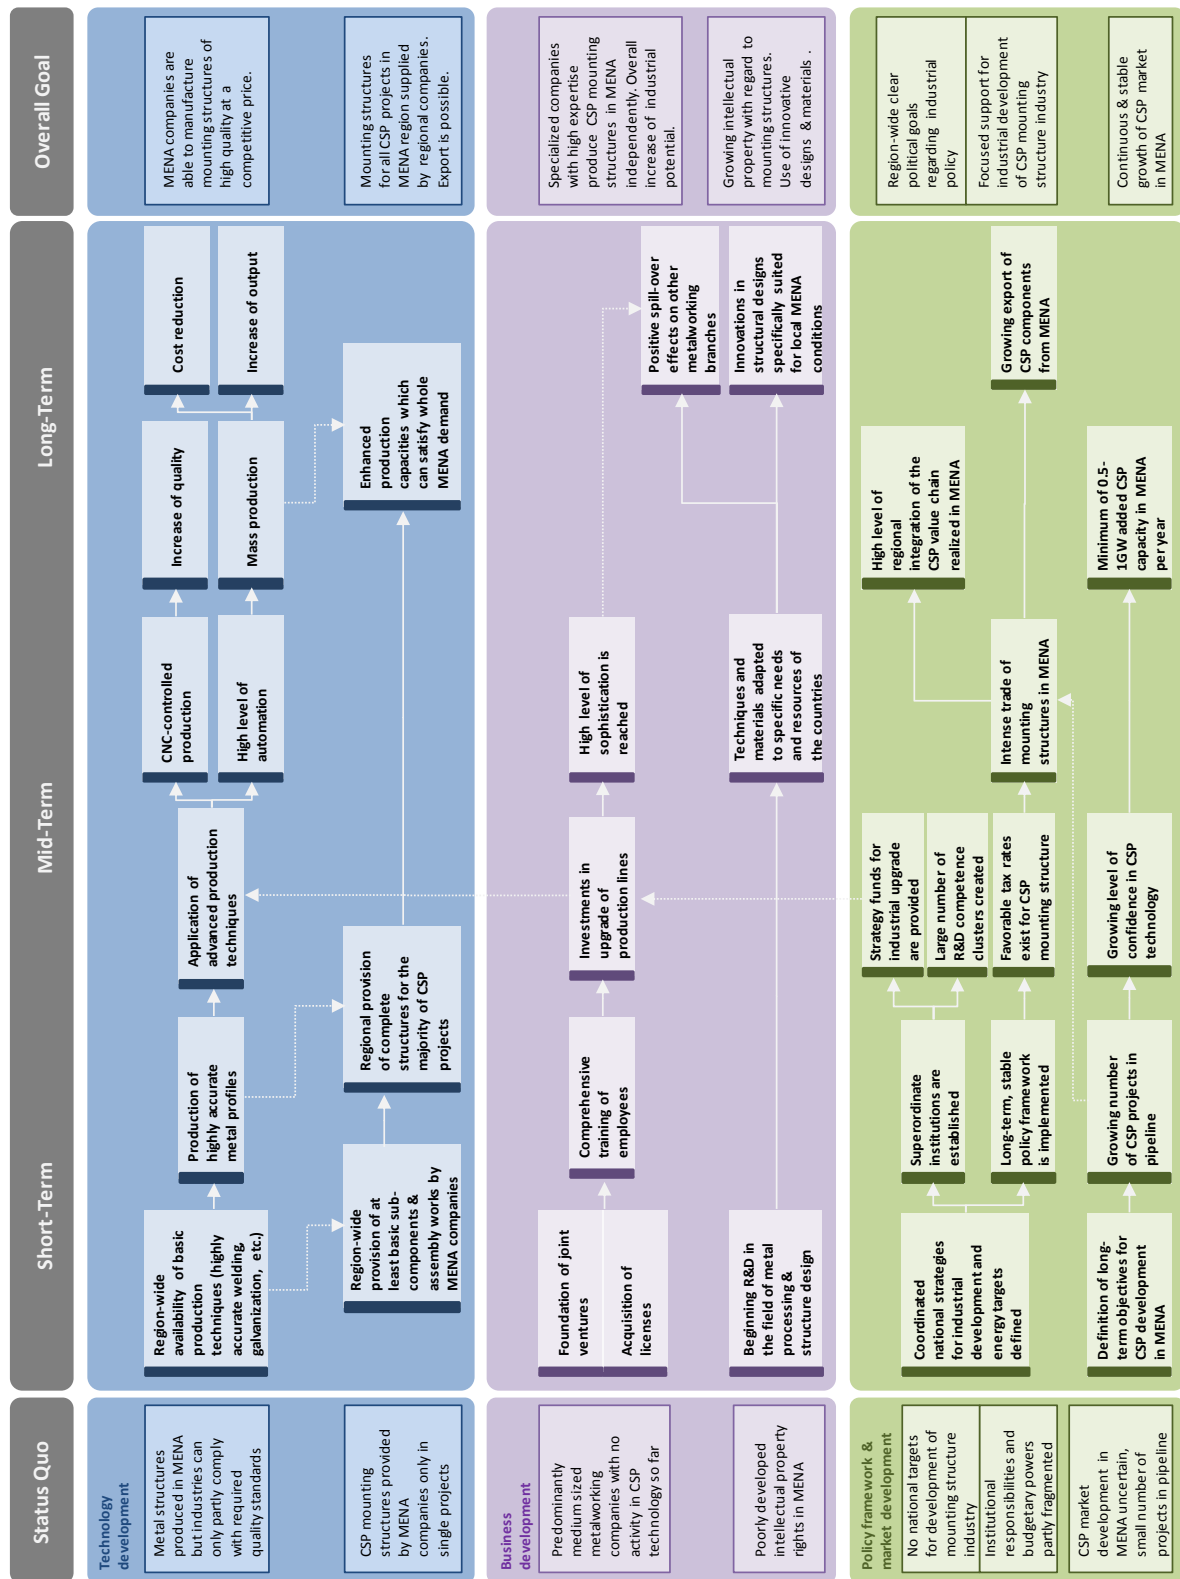 Status Quo
Short-Term
Mid-Term
Long-Term
Overall Goal
Technology
development
Metal structures
produced in MENA
but industries can
only partly comply
with required
quality standards
CSP mounting
structures provided
by MENA
companies only in
single projects
Region-wide
availability of basic
production
techniques (highly
accurate welding,
galvanization, etc.)
Region-wide
provision of at
least basic sub-
components &
assembly works by
MENA companies
Production of
highly accurate
metal profiles
Regional provision
of complete
structures for the
majority of CSP
projects
Application of
advanced production
techniques
CNC-controlled
production
High level of
automation
Increase of quality
Mass production
Cost reduction
Increase of output
Enhanced
production
capacities which
can satisfy whole
MENA demand
MENA companies are
able to manufacture
mounting structures of
high quality at a
competitive price.
Mounting structures
for all CSP projects in
MENA region supplied
by regional companies.
Export is possible.
Business
development
Predominantly
medium sized
metalworking
companies with no
activity in CSP
technology so far
Poorly developed
intellectual property
rights in MENA
Foundation of joint
ventures
Acquisition of
licenses
Beginning R&D in
the field of metal
processing &
structure design
Comprehensive
training of
employees
Investments in
upgrade of
production lines
High level of
sophistication is
reached
Techniques and
materials adapted
to specific needs
and resources of
the countries
Positive spill-over
effects on other
metalworking
branches
Innovations in
structural designs
specifically suited
for local MENA
conditions
Specialized companies
with high expertise
produce CSP mounting
structures in MENA
independently. Overall
increase of industrial
potential.
Growing intellectual
property with regard to
mounting structures.
Use of innovative
designs & materials .
Policy framework &
market development
No national targets
for development of
mounting structure
industry
Institutional
responsibilities and
budgetary powers
partly fragmented
CSP market
development in
MENA uncertain,
small number of
projects in pipeline
Coordinated
national strategies
for industrial
development and
energy targets
defined
Definition of long-
term objectives for
CSP development
in MENA
Superordinate
institutions are
established
Long-term, stable
policy framework
is implemented
Growing number
of CSP projects in
pipeline
Strategy funds for
industrial upgrade
are provided
Large number of
R&D competence
clusters created
Favorable tax rates
exist for CSP
mounting structure
Growing level of
confidence in CSP
technology
Intense trade of
mounting
structures in MENA
High level of
regional
integration of the
CSP value chain
realized in MENA
Minimum of 0.5-
1GW added CSP
capacity in MENA
per year
Growing export of
CSP components
from MENA
Region-wide clear
political goals
regarding industrial
policy
Focused support for
industrial development
of CSP mounting
structure industry
Continuous & stable
growth of CSP market
in MENA